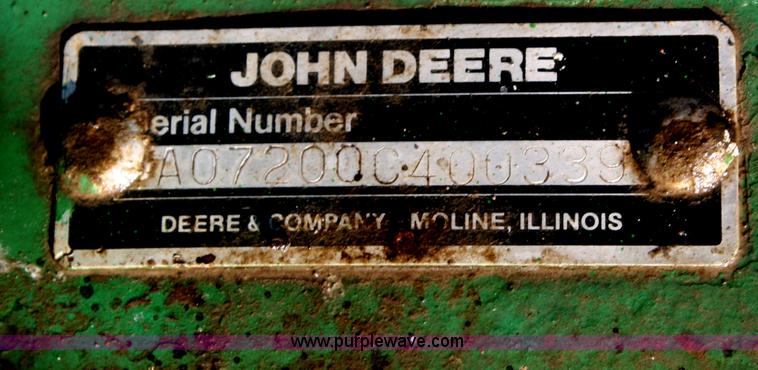 JOHN DEERE
erial Number
A07200C400339
DEERE & COMPANY MOLINE, ILLINOIS
www.purplewave.com